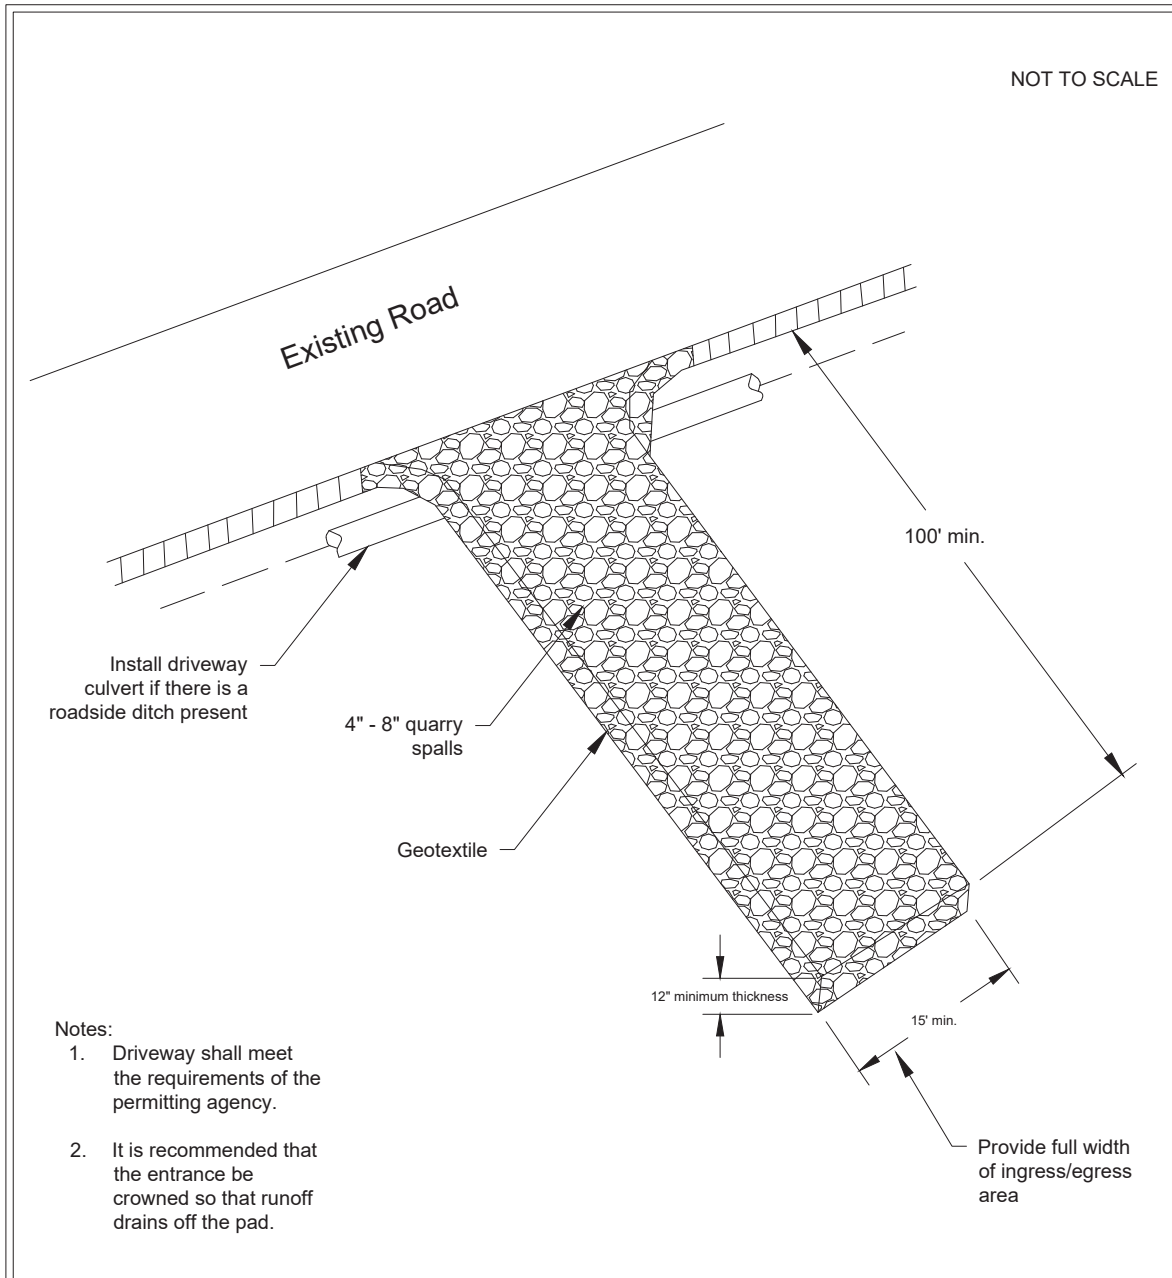 NOT TO SCALE
Existing Road
100' min.
Install driveway
culvert if there is a
roadside ditch present
4" - 8" quarry
spalls
Geotextile
12" minimum thickness
15' min.
Notes:
1. Driveway shall meet
the requirements of the
permitting agency.
2. It is recommended that
the entrance be
crowned so that runoff
drains off the pad.
Provide full width
of ingress/egress
area